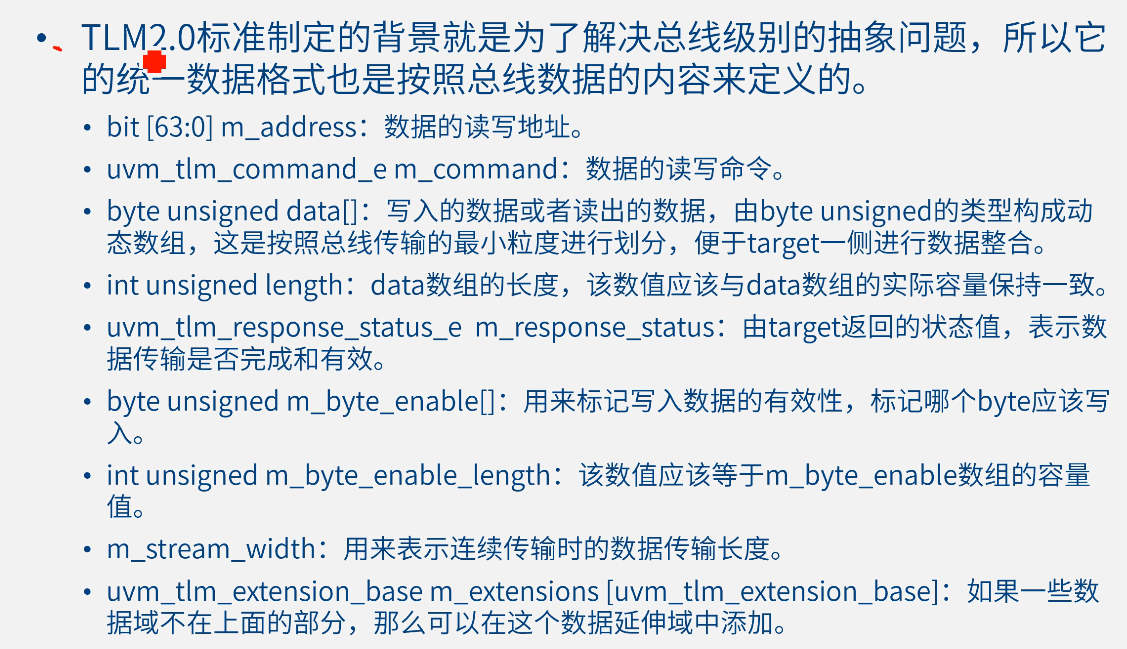 • TLM2.0标准制定的背景就是为了解决总线级别的抽象问题，所以它
的统一数据格式也是按照总线数据的内容来定义的。
• bit [63:0] m_address：数据的读写地址。
• uvm_tlm_command_e m_command：数据的读写命令。
• byte unsigned data[]：写入的数据或者读出的数据，由byte unsigned的类型构成动
态数组，这是按照总线传输的最小粒度进行划分，便于target一侧进行数据整合。
• int unsigned length：data数组的长度，该数值应该与data数组的实际容量保持一致。
• uvm_tlm_response_status_e m_response_status：由target返回的状态值，表示数
据传输是否完成和有效。
• byte unsigned m_byte_enable[]：用来标记写入数据的有效性，标记哪个byte应该写
入。
• int unsigned m_byte_enable_length：该数值应该等于m_byte_enable数组的容量
值。
• m_stream_width：用来表示连续传输时的数据传输长度。
• uvm_tlm_extension_base m_extensions [uvm_tlm_extension_base]：如果一些数
据域不在上面的部分，那么可以在这个数据延伸域中添加。